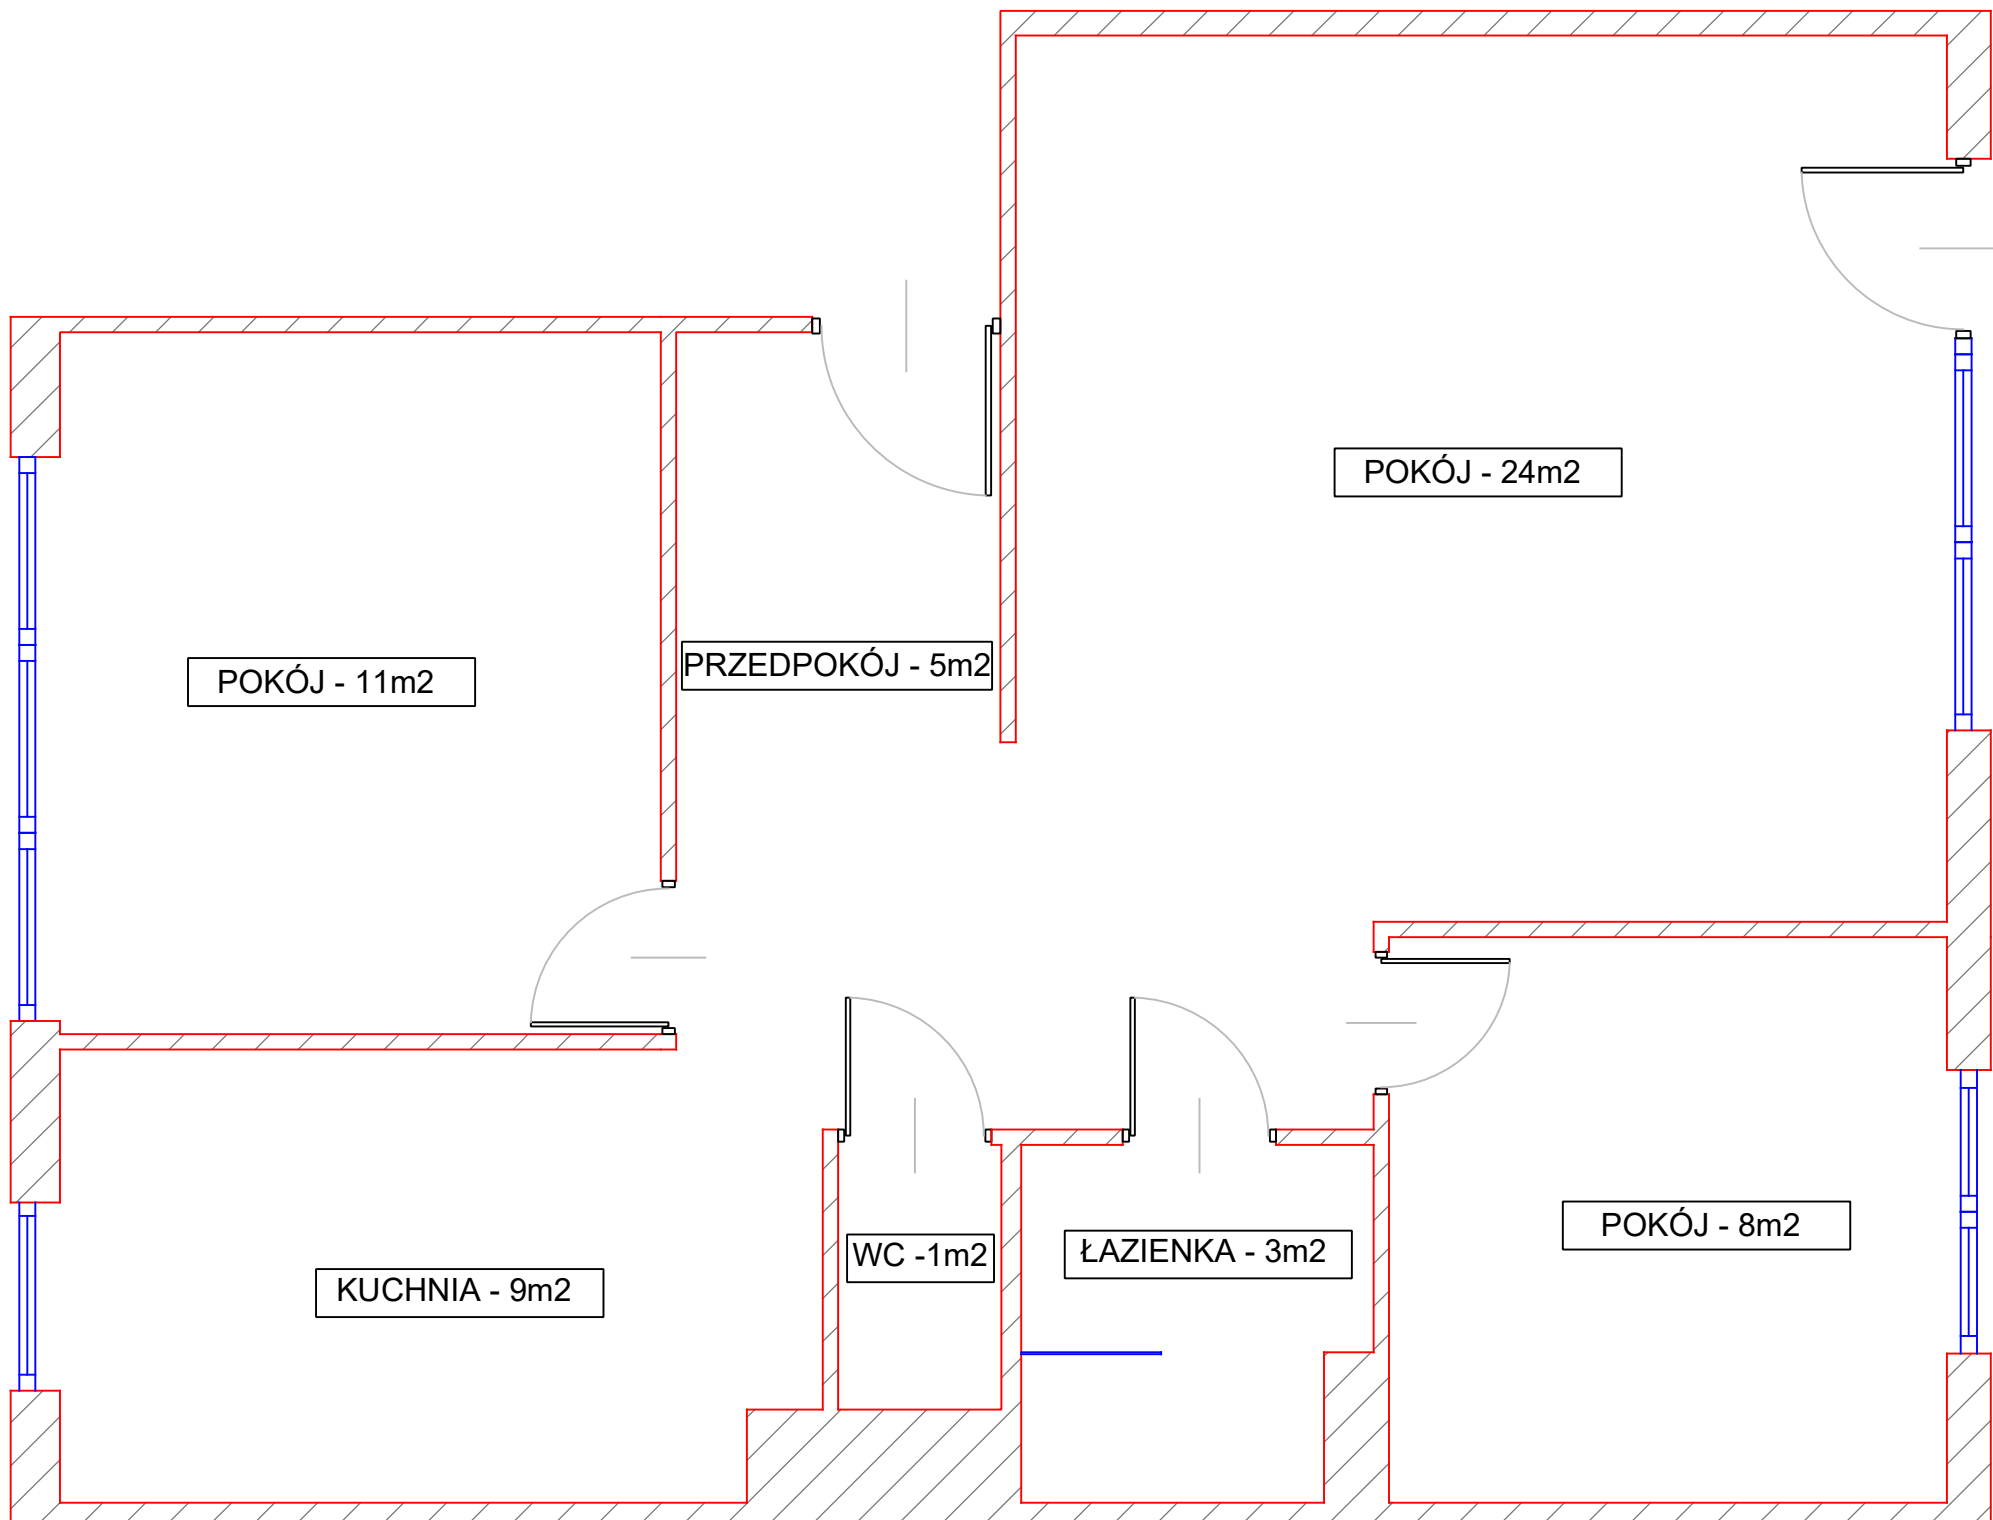 POKÓJ - 24m2
PRZEDPOKÓJ - 5m2
POKÓJ - 11m2
POKÓJ - 8m2
WC -1m2
ŁAZIENKA - 3m2
KUCHNIA - 9m2